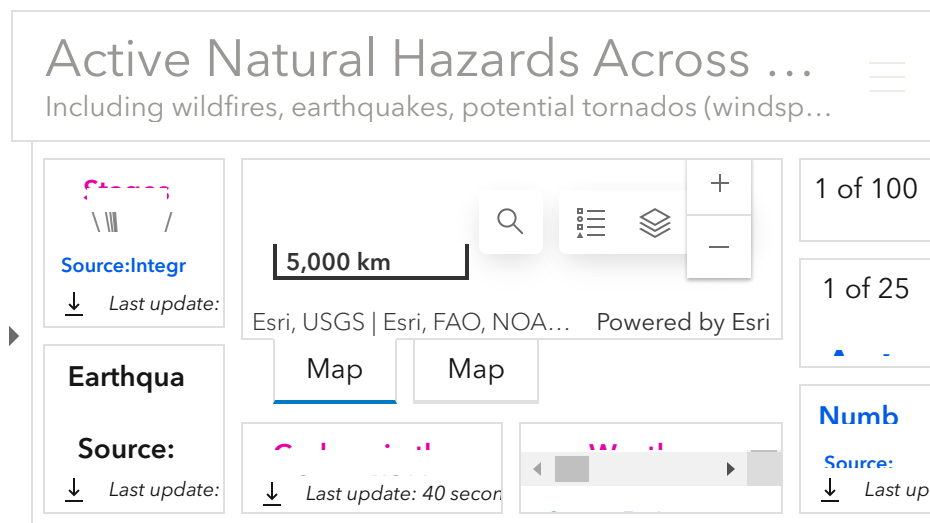 Active Natural Hazards Across …
Including wildfires, earthquakes, potential tornados (windsp…
Source:Integr
Last update:
Earthqua
Source:
Last update:
5,000 km
Esri, USGS | Esri, FAO, NOA…
Powered by Esri
Map
Map
Last update: 40 secon
1 of 100
1 of 25
Numb
Source:
Last up